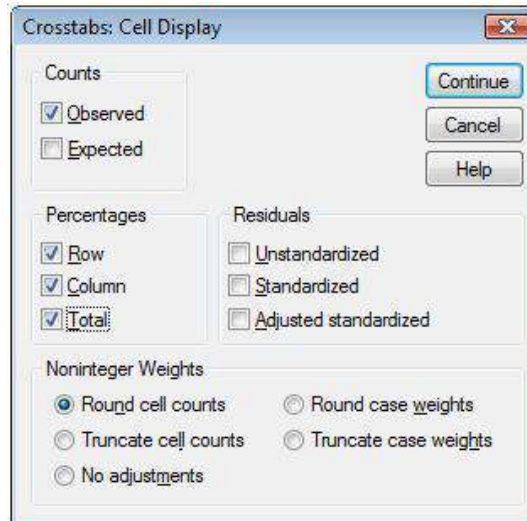 Crosstabs: Cell Display
Counts
Observed
Expected
Continue
Cancel
Help
Percentages
Row
Column
Total
Residuals
Unstandardized
Standardized
Adjusted standardized
Noninteger Weights
Round cell counts
Round case weights
Truncate cell counts
Truncate case weights
No adjustments